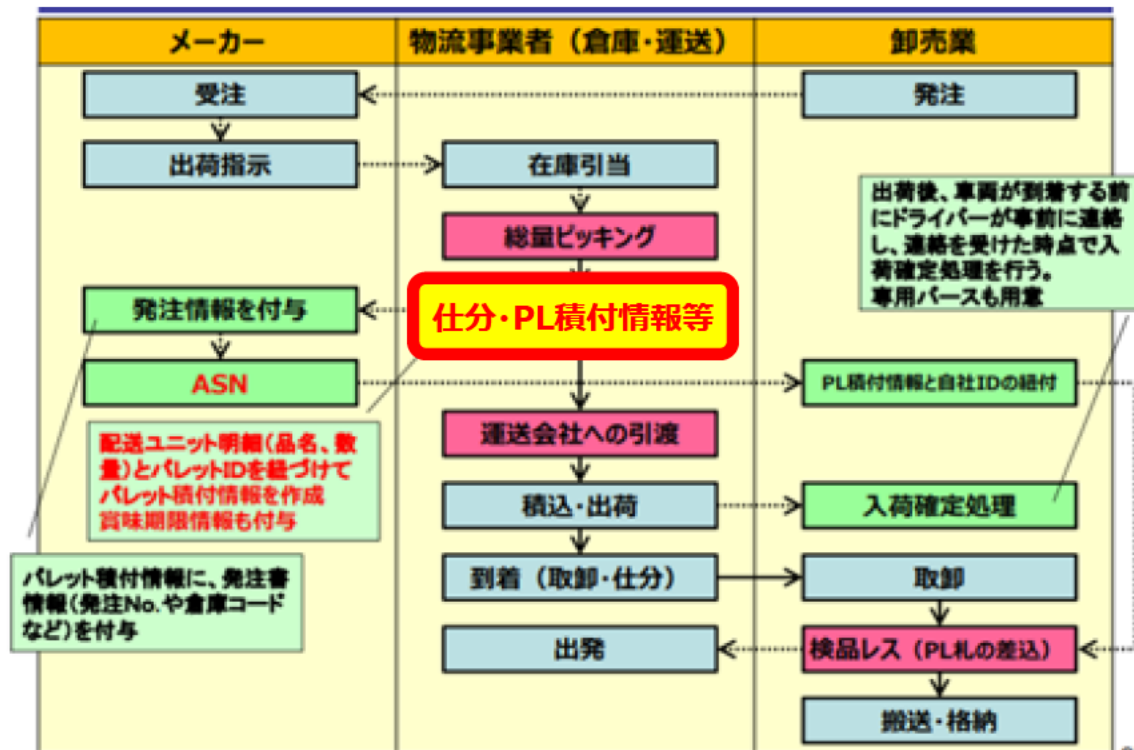 メーカー
物流事業者（倉庫・運送）
卸売業
受注
発注
出荷指示
在庫引当
総量ピッキング
出荷後、車両が到着する前
にドライバーが事前に連絡
し、連絡を受けた時点で入
荷確定処理を行う。
専用バースも用意
発注情報を付与
仕分・PL積付情報等
ASN
PL積付情報と自社IDの紐付
配送ユニット明細（品名、数
量）とパレットIDを紐づけて
パレット積付情報を作成
賞味期限情報も付与
運送会社への引渡
積込・出荷
入荷確定処理
パレット積付情報に、発注書
情報（発注No.や倉庫コード
など）を付与
到着（取卸・仕分）
取卸
出発
検品レス（PL札の差込）
搬送・格納